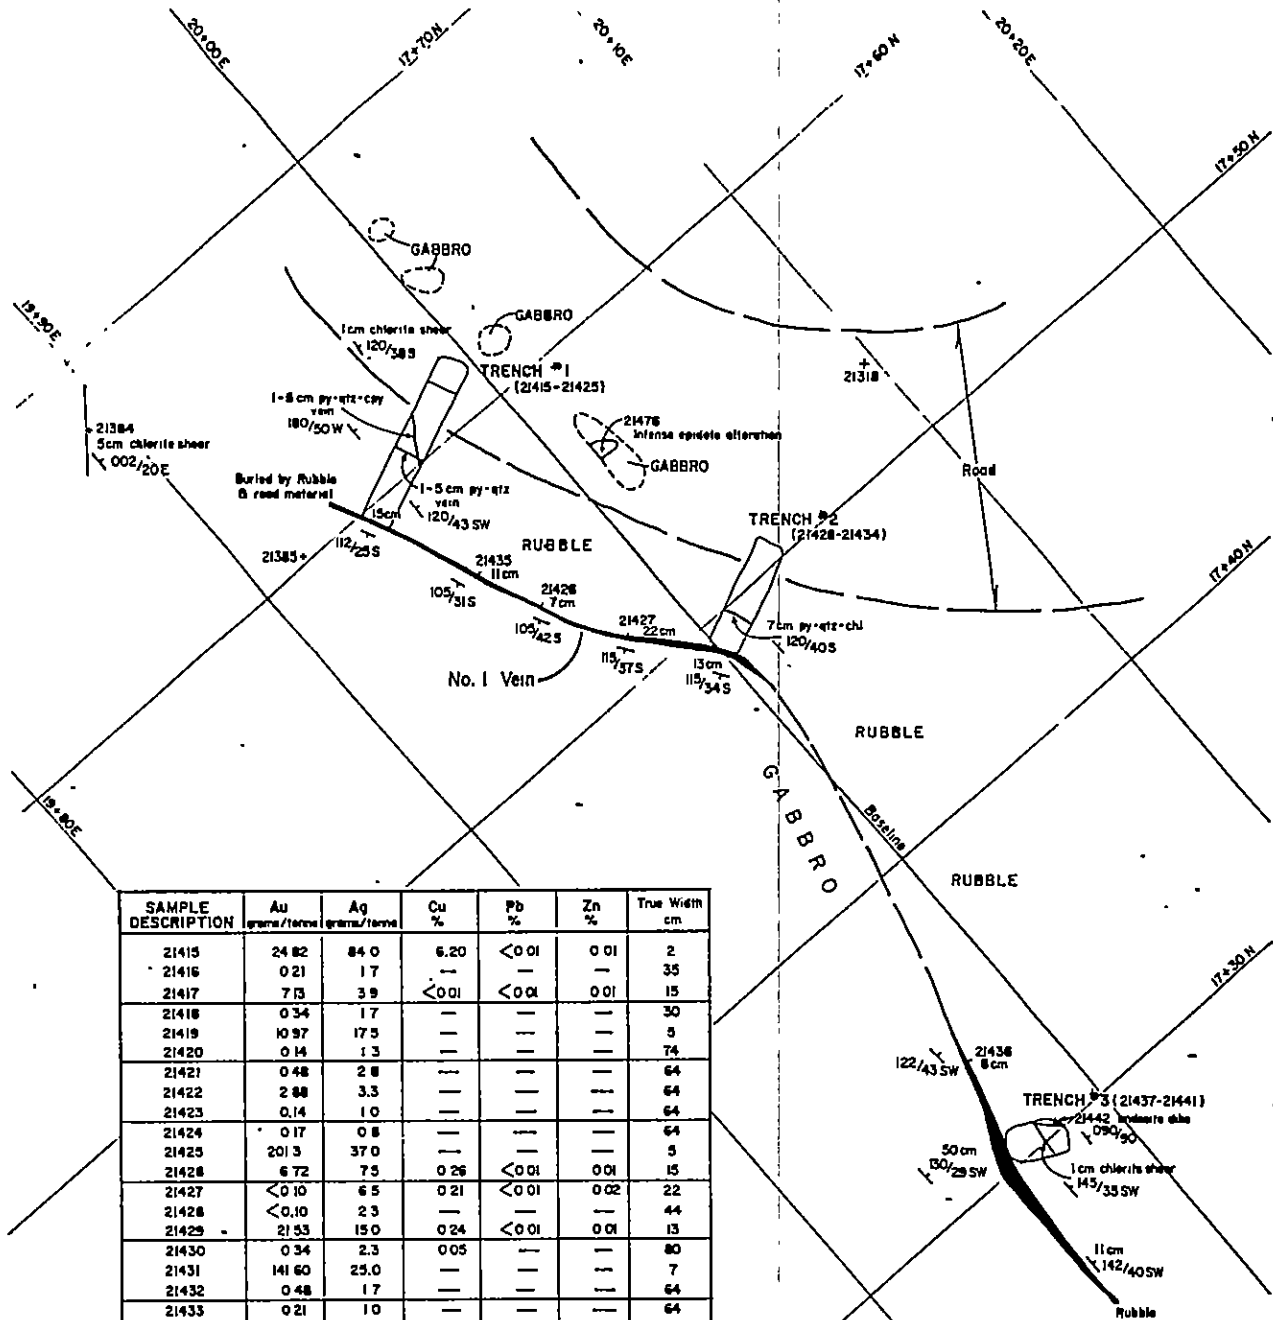 20+00E
17+70N
20+10E
17+60N
20+20E
17+50N
GABBRO
19+90E
GABBRO
1cm chlorite shear
120/38S
TRENCH #1
(21415-21425)
21318
1-6cm py-qtz-cpy
vein
180/50W
21476
Intense epidote alteration
GABBRO
21384
5cm chlorite shear
002/20E
Road
Buried by Rubble
& road material
1-5cm py-qtz
vein
120/43SW
15cm
112/25S
TRENCH #2
(21428-21434)
RUBBLE
21385
21435
11cm
105/31S
21426
7cm
105/42S
17+40N
21427
22cm
115/37S
7cm py-qtz-chl
120/40S
13cm
115/34S
No. 1 Vein
RUBBLE
GABBRO
19+80E
Baseline
RUBBLE
17+30N
SAMPLE DESCRIPTION Au grams/tonne Ag grams/tonne Cu % Pb % Zn % True Width cm
21415 24 82 84 0 6.20 <0 01 0 01 2
21416 0 21 1 7 — — — 35
21417 7 13 3 9 <0 01 <0 01 0 01 15
21418 0 34 1 7 — — — 30
21419 10 97 17 5 — — — 5
21420 0 14 1 3 — — — 74
21421 0 48 2 8 — — — 64
21422 2 88 3.3 — — — 64
21423 0.14 1 0 — — — 64
21424 0 17 0 8 — — — 64
21425 201 3 37 0 — — — 5
21426 6 72 7 5 0 26 <0 01 0 01 15
21427 <0 10 6 5 0 21 <0 01 0 02 22
21428 <0.10 2 3 — — — 44
21429 21 53 15 0 0 24 <0 01 0 01 13
21430 0 34 2.3 0 05 — — 80
21431 141 60 25.0 — — — 7
21432 0 48 1 7 — — — 64
21433 0 21 1 0 — — — 64
21436
8cm
122/43SW
TRENCH #3 (21437-21441)
21442 andesite dike
090/90
50cm
130/29SW
1cm chlorite shear
145/35SW
11cm
142/40SW
Rubble